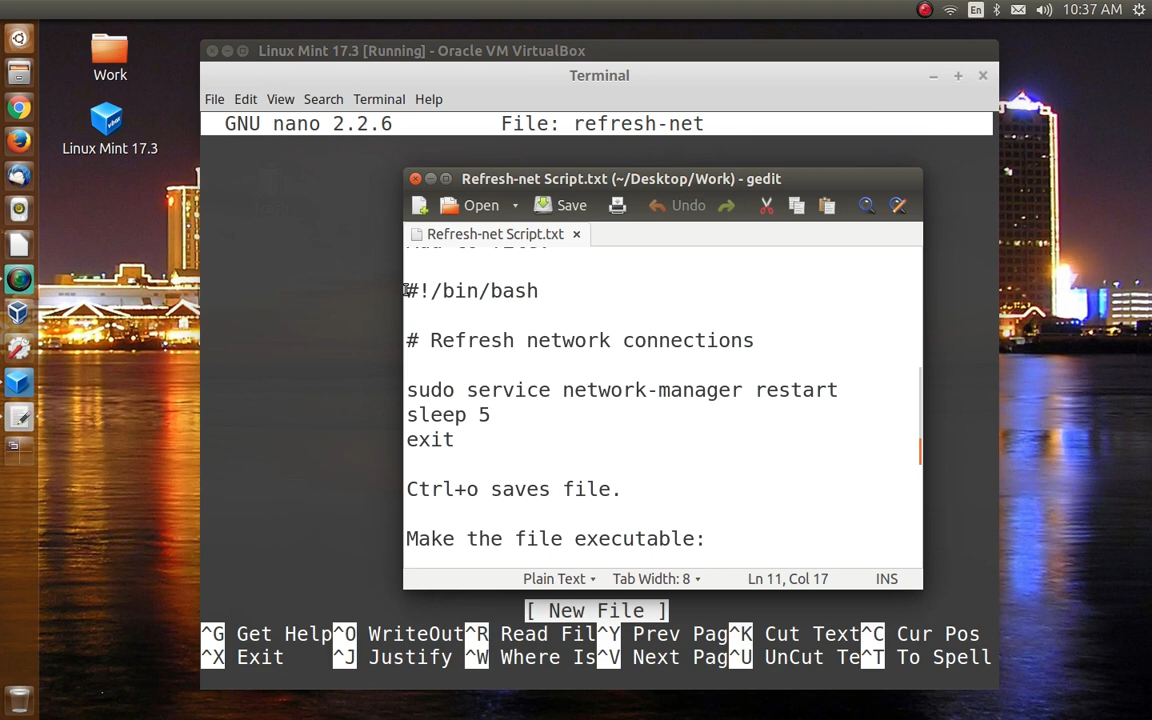 En
10:37 AM
Work
Linux Mint 17.3
Linux Mint 17.3 [Running] - Oracle VM VirtualBox
Terminal
File Edit View Search Terminal Help
GNU nano 2.2.6 File: refresh-net
Refresh-net Script.txt (~/Desktop/Work) - gedit
Open Save Undo
Refresh-net Script.txt
#!/bin/bash
# Refresh network connections
sudo service network-manager restart
sleep 5
exit
Ctrl+o saves file.
Make the file executable:
Plain Text Tab Width: 8 Ln 11, Col 17 INS
[ New File ]
^G Get Help ^O WriteOut ^R Read Fil ^Y Prev Pag ^K Cut Text ^C Cur Pos
^X Exit ^J Justify ^W Where Is ^V Next Pag ^U UnCut Te ^T To Spell